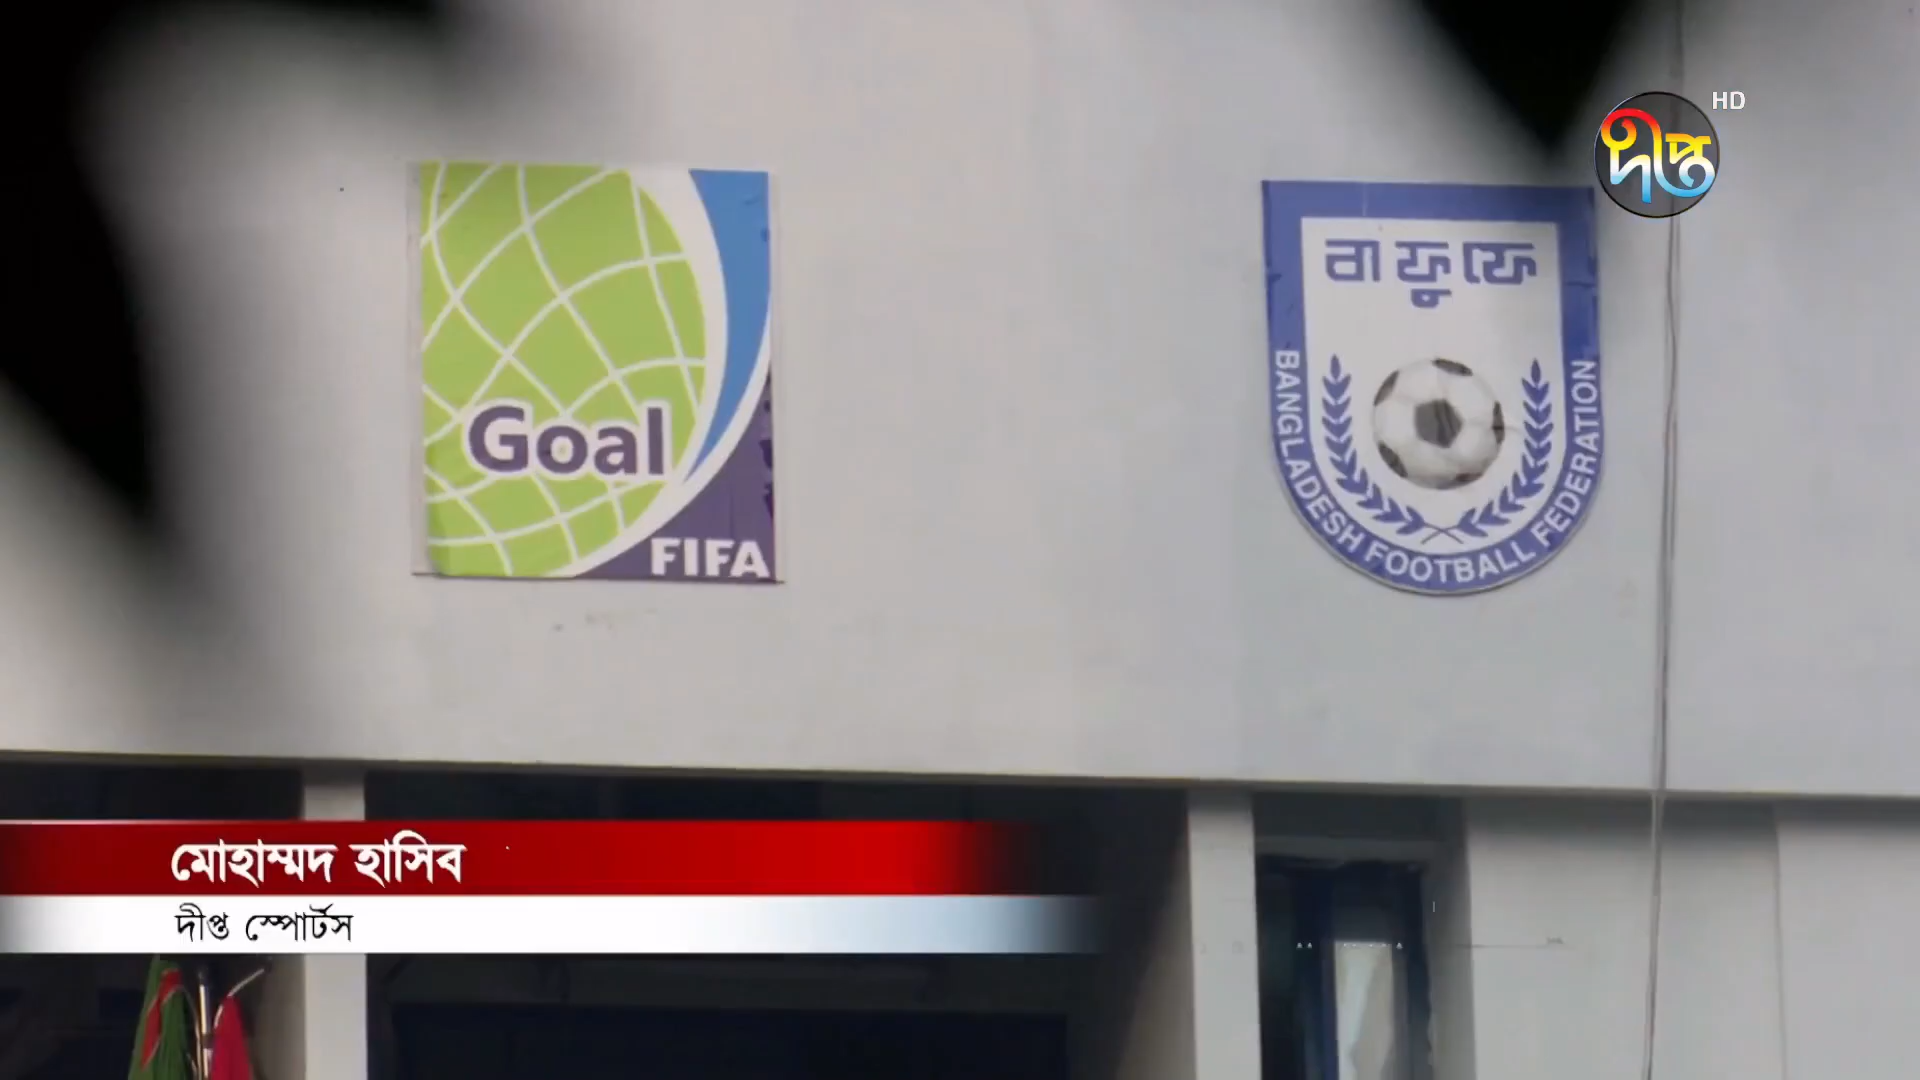 HD
দীপ্ত
Goal
FIFA
বাফুফে
BANGLADESH FOOTBALL FEDERATION
মোহাম্মদ হাসিব
দীপ্ত স্পোর্টস